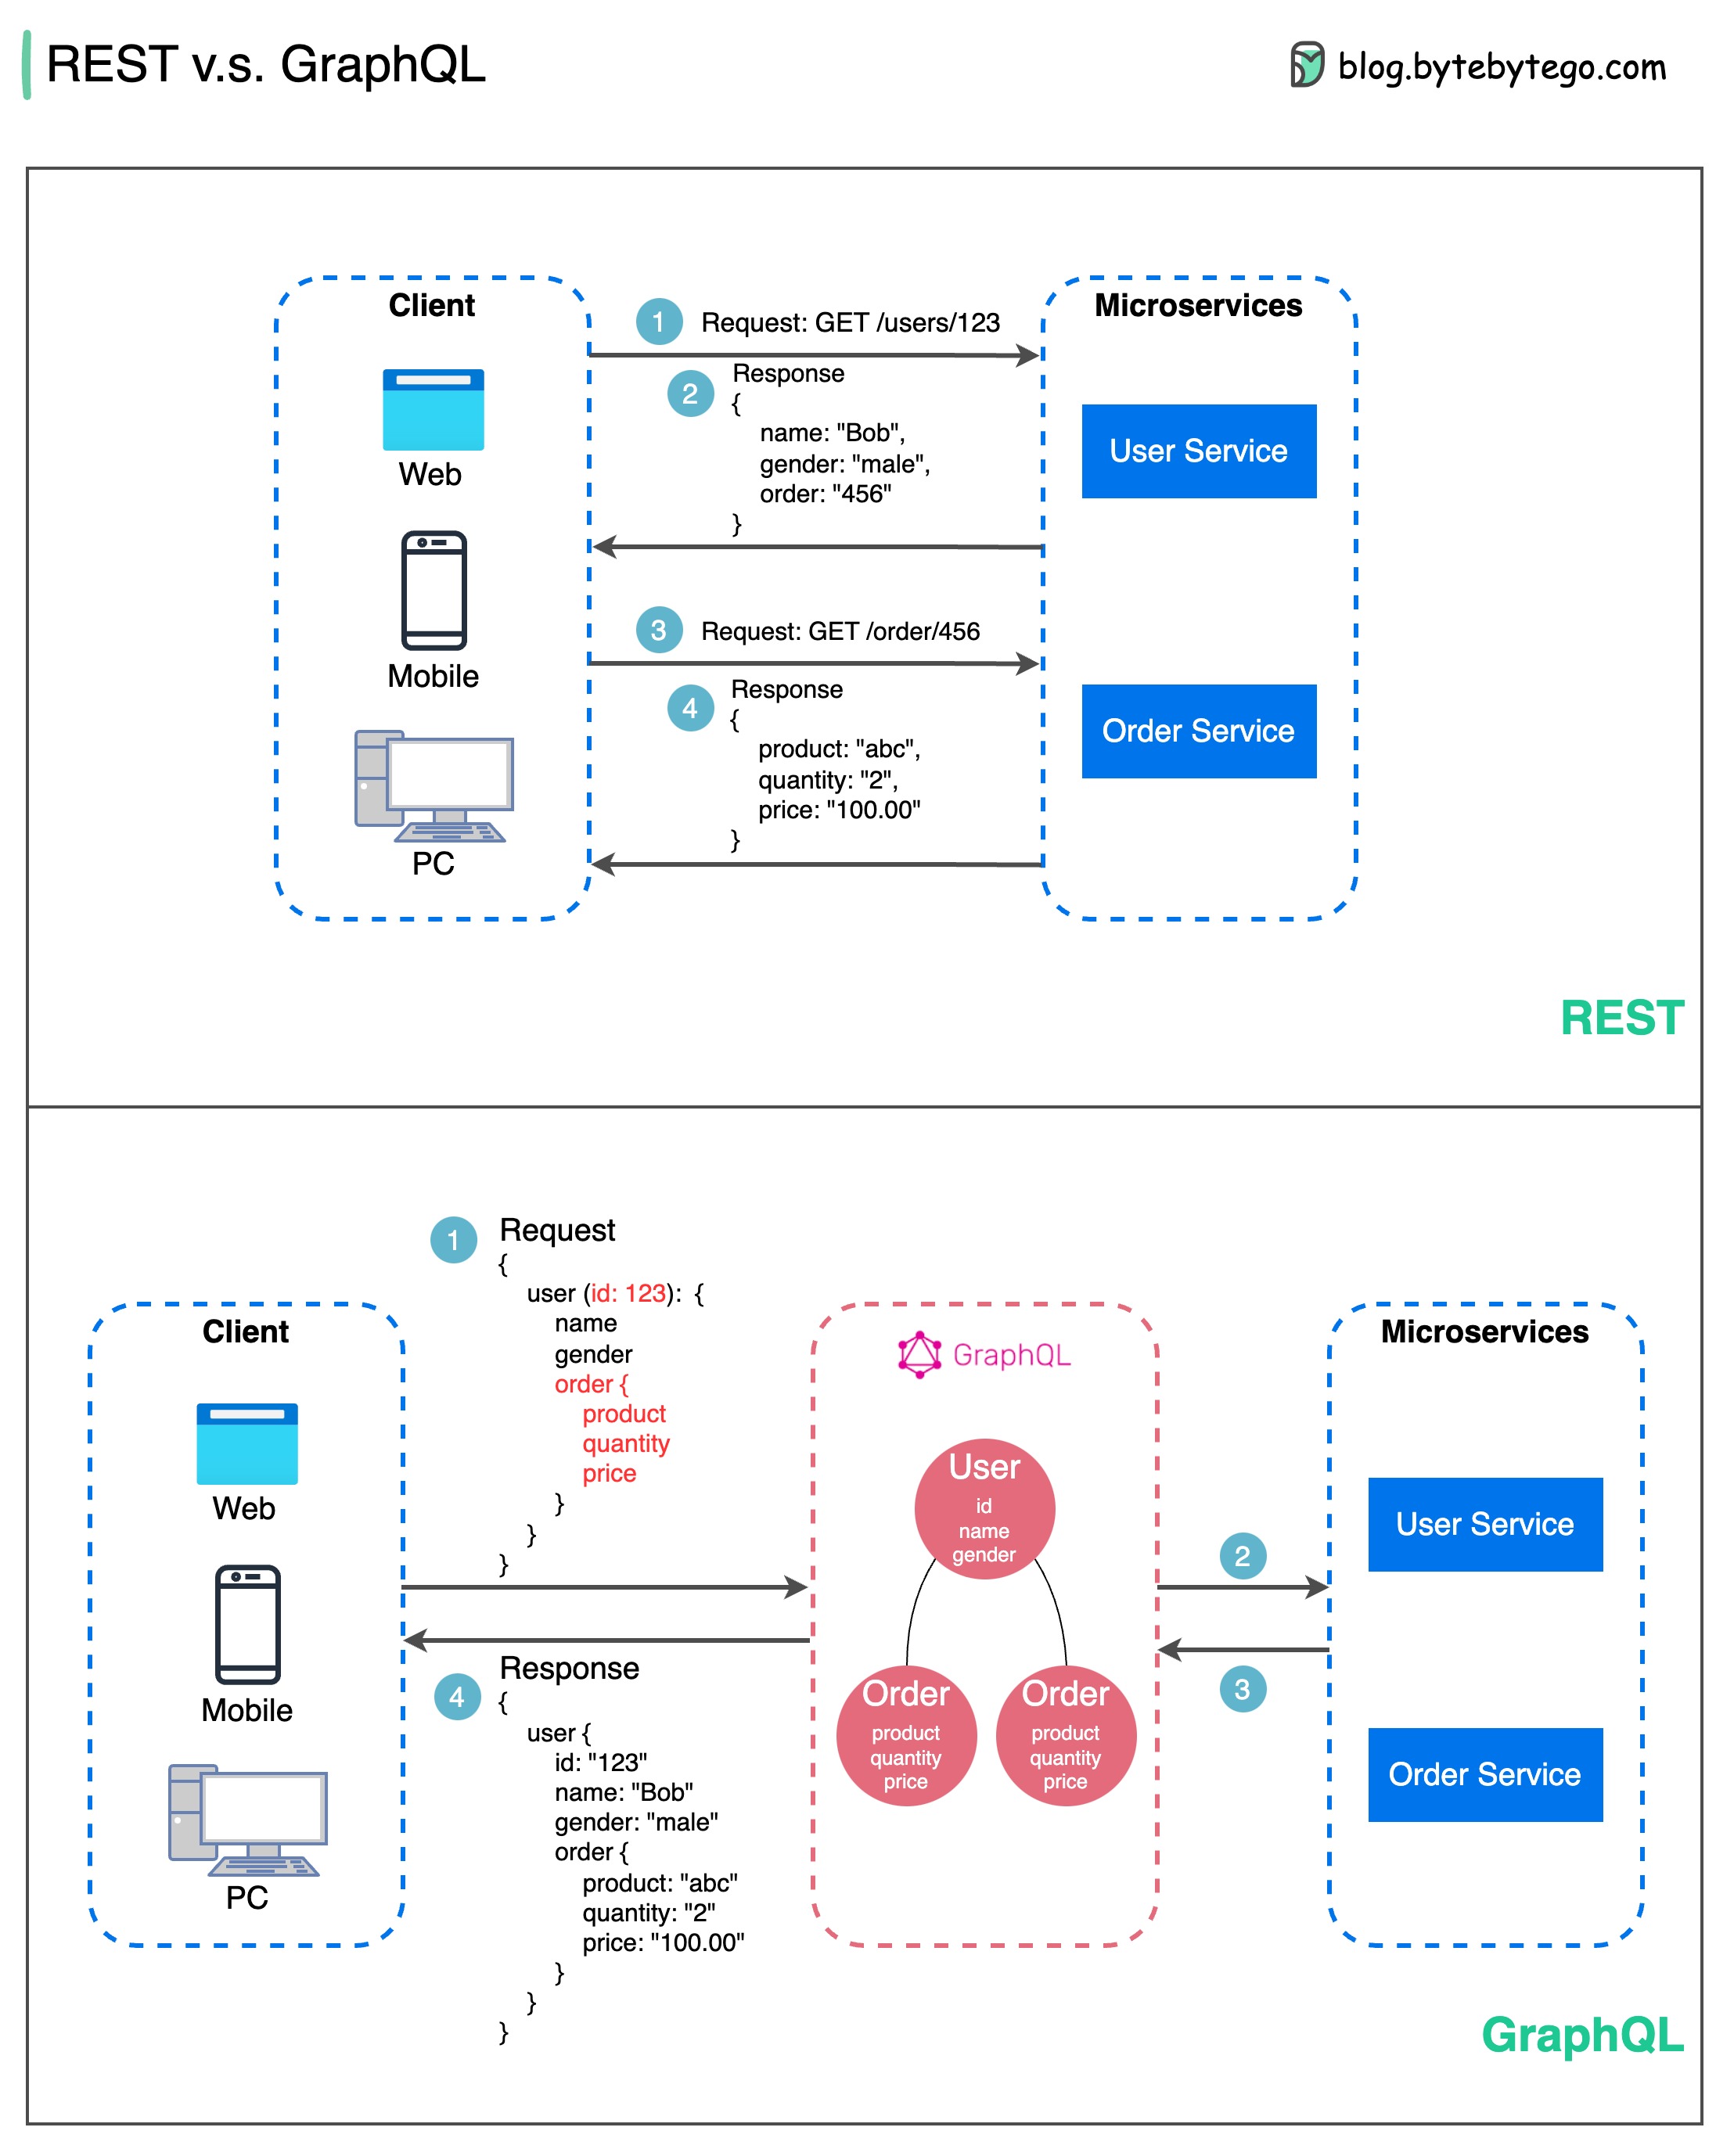 REST v.s. GraphQL
blog.bytebytego.com
Client
Web
Mobile
PC
1
Request: GET /users/123
2
Response
{
name: "Bob",
gender: "male",
order: "456"
}
3
Request: GET /order/456
4
Response
{
product: "abc",
quantity: "2",
price: "100.00"
}
Microservices
User Service
Order Service
REST
Client
Web
Mobile
PC
1
Request
{
user (id: 123): {
name
gender
order {
product
quantity
price
}
}
}
4
Response
{
user {
id: "123"
name: "Bob"
gender: "male"
order {
product: "abc"
quantity: "2"
price: "100.00"
}
}
}
GraphQL
User
id
name
gender
Order
product
quantity
price
Order
product
quantity
price
2
3
Microservices
User Service
Order Service
GraphQL